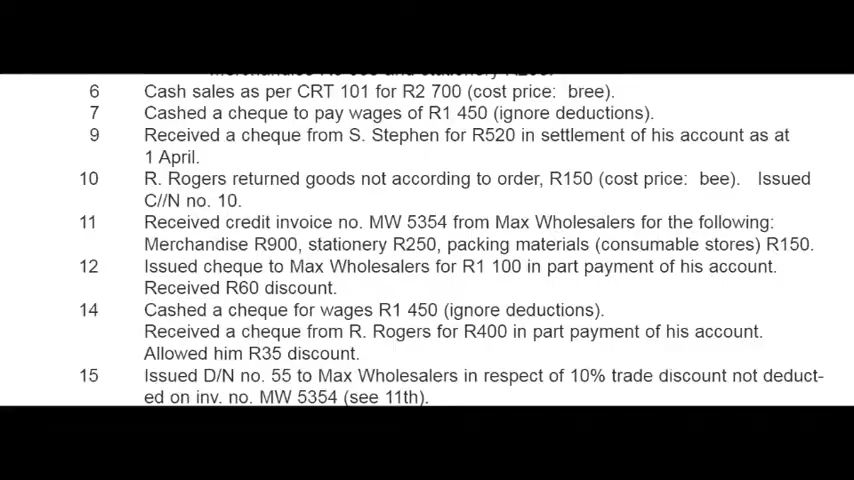 6 Cash sales as per CRT 101 for R2 700 (cost price: bree).
7 Cashed a cheque to pay wages of R1 450 (ignore deductions).
9 Received a cheque from S. Stephen for R520 in settlement of his account as at
1 April.
10 R. Rogers returned goods not according to order, R150 (cost price: bee). Issued
C//N no. 10.
11 Received credit invoice no. MW 5354 from Max Wholesalers for the following:
Merchandise R900, stationery R250, packing materials (consumable stores) R150.
12 Issued cheque to Max Wholesalers for R1 100 in part payment of his account.
Received R60 discount.
14 Cashed a cheque for wages R1 450 (ignore deductions).
Received a cheque from R. Rogers for R400 in part payment of his account.
Allowed him R35 discount.
15 Issued D/N no. 55 to Max Wholesalers in respect of 10% trade discount not deduct-
ed on inv. no. MW 5354 (see 11th).